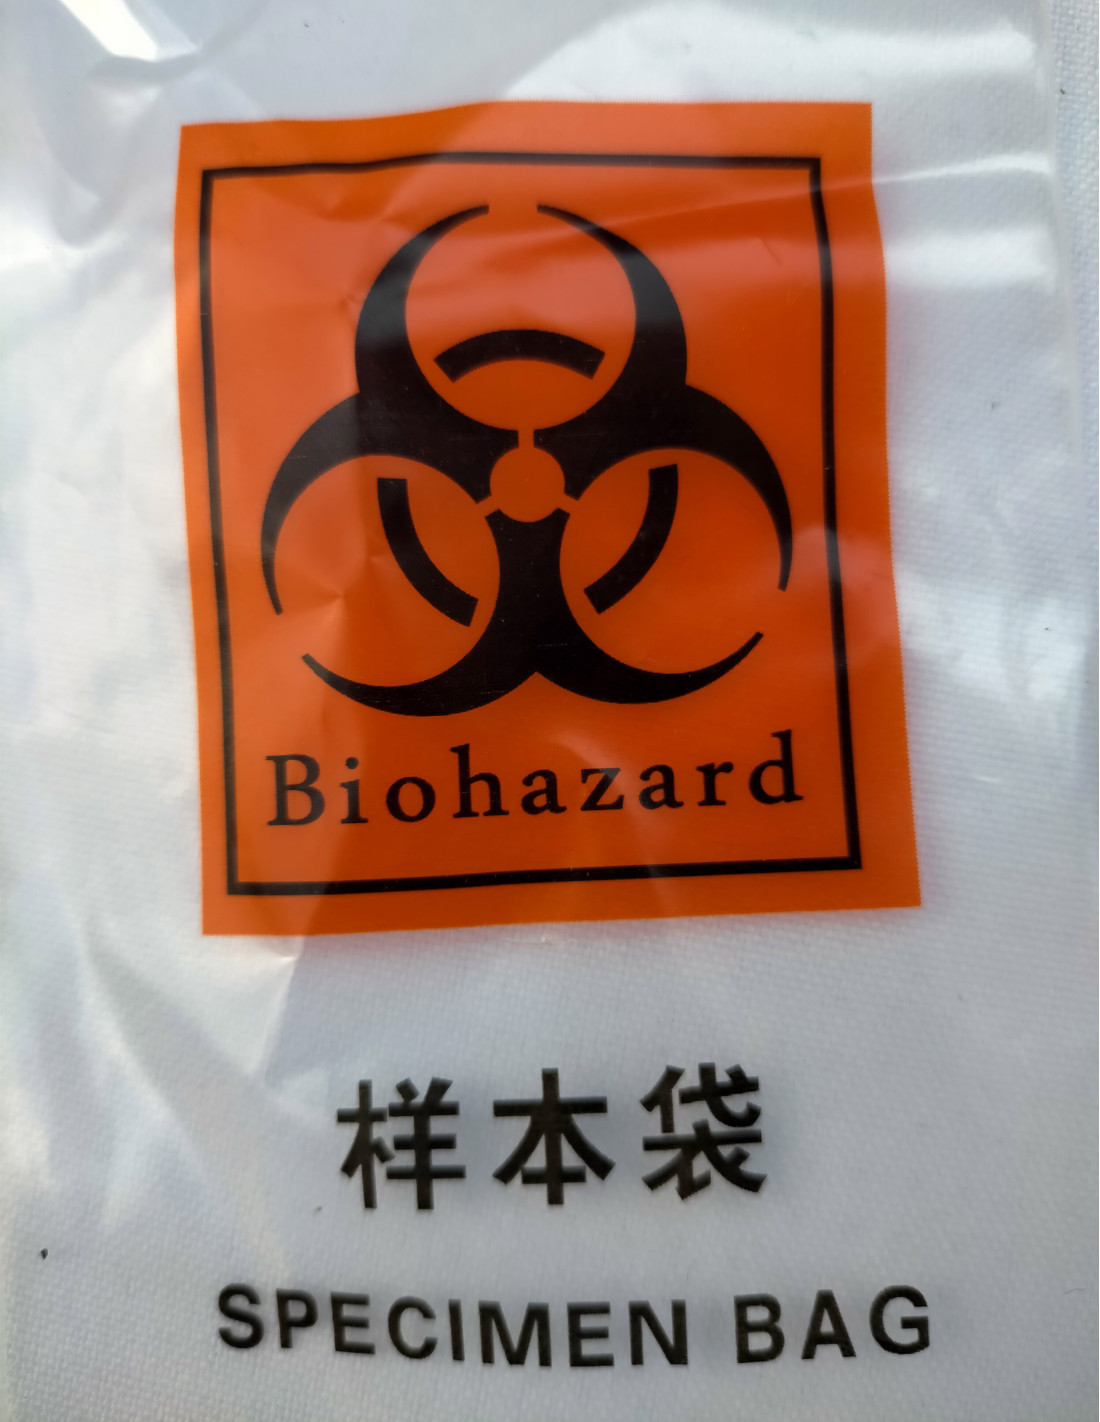 Biohazard
样本袋
SPECIMEN BAG